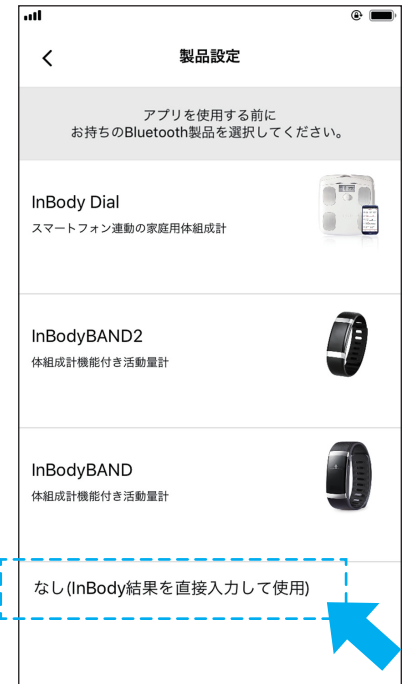 製品設定
アプリを使用する前に
お持ちのBluetooth製品を選択してください。
InBody Dial
スマートフォン連動の家庭用体組成計
InBodyBAND2
体組成計機能付き活動量計
InBodyBAND
体組成計機能付き活動量計
なし(InBody結果を直接入力して使用)